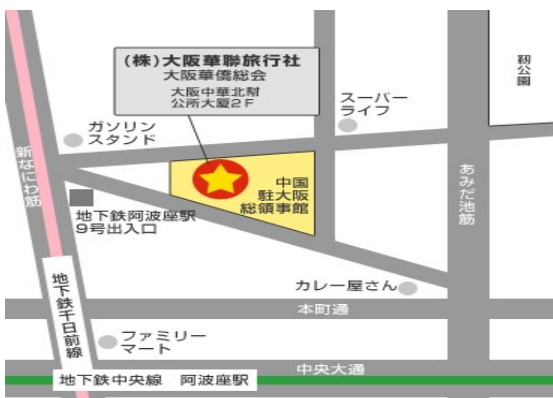 (株)大阪華聯旅行社
大阪華僑総会
大阪中華北幇
公所大厦2F
靭公園
スーパー
ライフ
ガソリン
スタンド
新なにわ筋
あみだ池筋
中国
駐大阪
総領事館
地下鉄阿波座駅
9号出入口
カレー屋さん
本町通
地下鉄千日前線
ファミリー
マート
中央大通
地下鉄中央線 阿波座駅